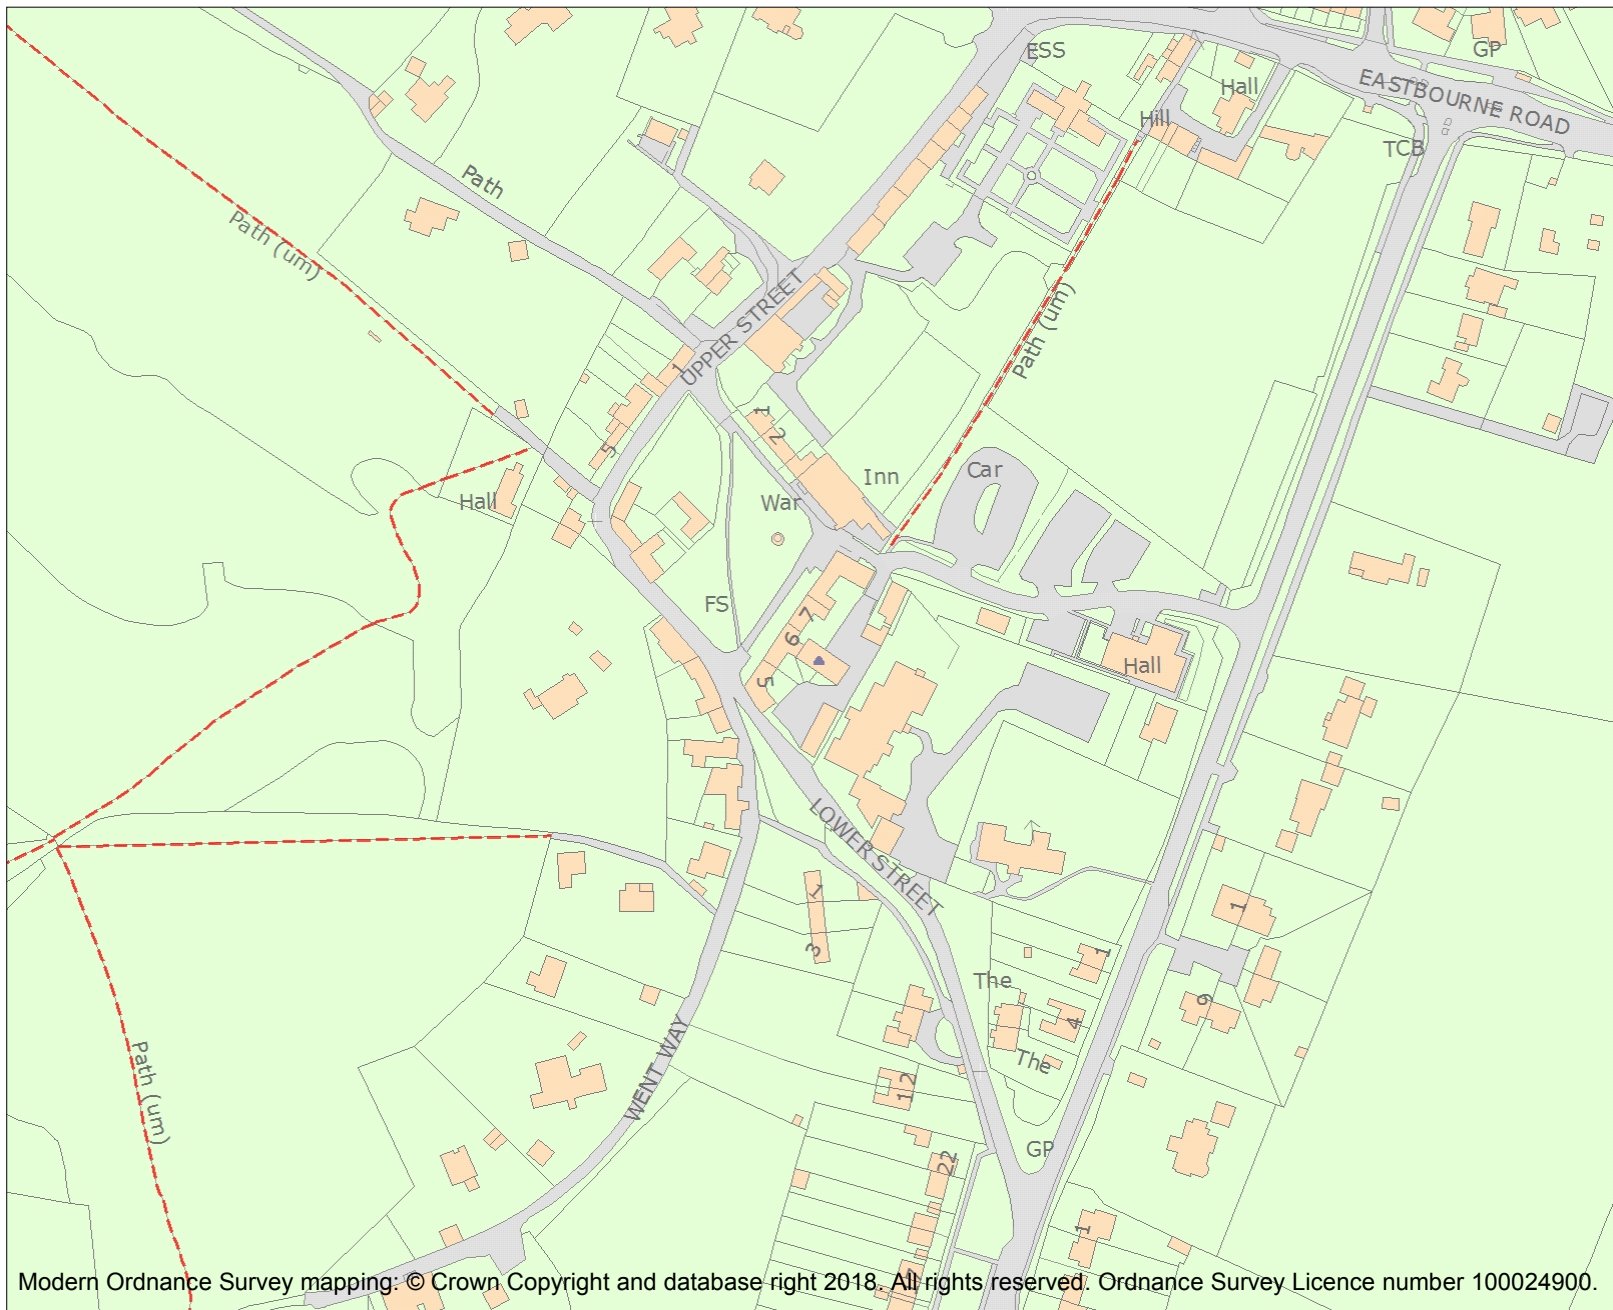 ESS
GP
Hall
EASTBOURNE ROAD
Hill
TCB
Path
Path (um)
UPPER STREET
Path (um)
1
1
2
5
Inn
Car
Hall
War
FS
7
6
5
Hall
LOWER STREET
1
3
1
1
The
9
4
The
Path (um)
WENT WAY
12
GP
22
1
Modern Ordnance Survey mapping: © Crown Copyright and database right 2018. All rights reserved. Ordnance Survey Licence number 100024900.